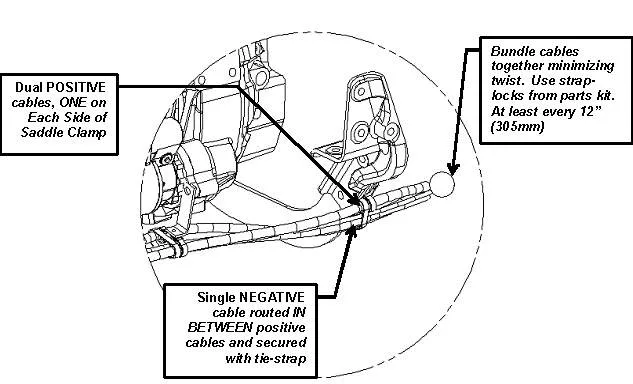 Dual POSITIVE
cables, ONE on
Each Side of
Saddle Clamp
Bundle cables
together minimizing
twist. Use strap-
locks from parts kit.
At least every 12”
(305mm)
Single NEGATIVE
cable routed IN
BETWEEN positive
cables and secured
with tie-strap